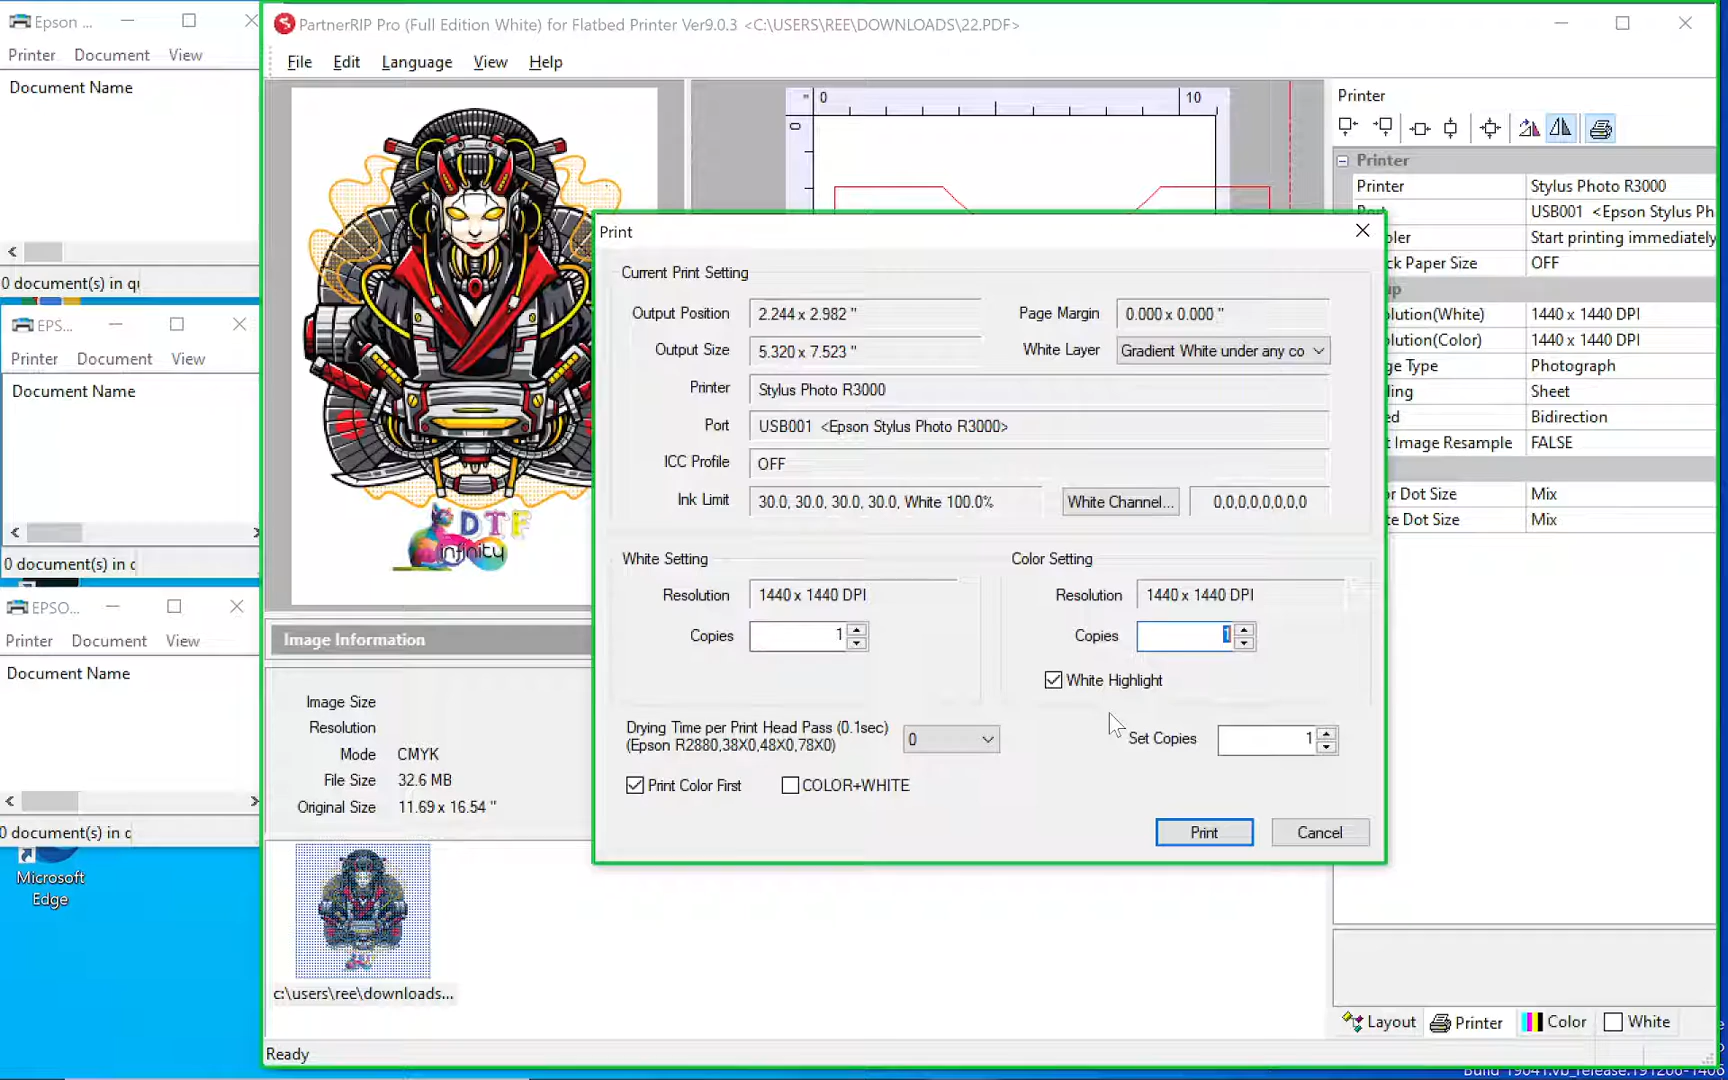 Epson ...
Printer Document View
Document Name
0 document(s) in qu
EPS...
Printer Document View
Document Name
0 document(s) in
EPSO...
Printer Document View
Document Name
0 document(s) in
Microsoft
Edge
PartnerRIP Pro (Full Edition White) for Flatbed Printer Ver9.0.3 <C:\USERS\REE\DOWNLOADS\22.PDF>
File Edit Language View Help
DTF
infinity
" 0 10
0
Image Information
Image Size
Resolution
Mode CMYK
File Size 32.6 MB
Original Size 11.69 x 16.54 "
c:\users\ree\downloads...
Ready
Print
Current Print Setting
Output Position 2.244 x 2.982 " Page Margin 0.000 x 0.000 "
Output Size 5.320 x 7.523 " White Layer Gradient White under any co
Printer Stylus Photo R3000
Port USB001 <Epson Stylus Photo R3000>
ICC Profile OFF
Ink Limit 30.0, 30.0, 30.0, 30.0, White 100.0% White Channel... 0,0,0,0,0,0,0,0
White Setting Color Setting
Resolution 1440 x 1440 DPI Resolution 1440 x 1440 DPI
Copies 1 Copies 1
White Highlight
Drying Time per Print Head Pass (0.1sec)
(Epson R2880,38X0,48X0,78X0) 0 Set Copies 1
Print Color First COLOR+WHITE
Print Cancel
Printer
Printer
Printer Stylus Photo R3000
USB001 <Epson Stylus Ph
oler Start printing immediately
ck Paper Size OFF
up
olution(White) 1440 x 1440 DPI
olution(Color) 1440 x 1440 DPI
ge Type Photograph
ling Sheet
ed Bidirection
t Image Resample FALSE
r Dot Size Mix
te Dot Size Mix
Layout Printer Color White
Build 19041.vb_release.191206-1406